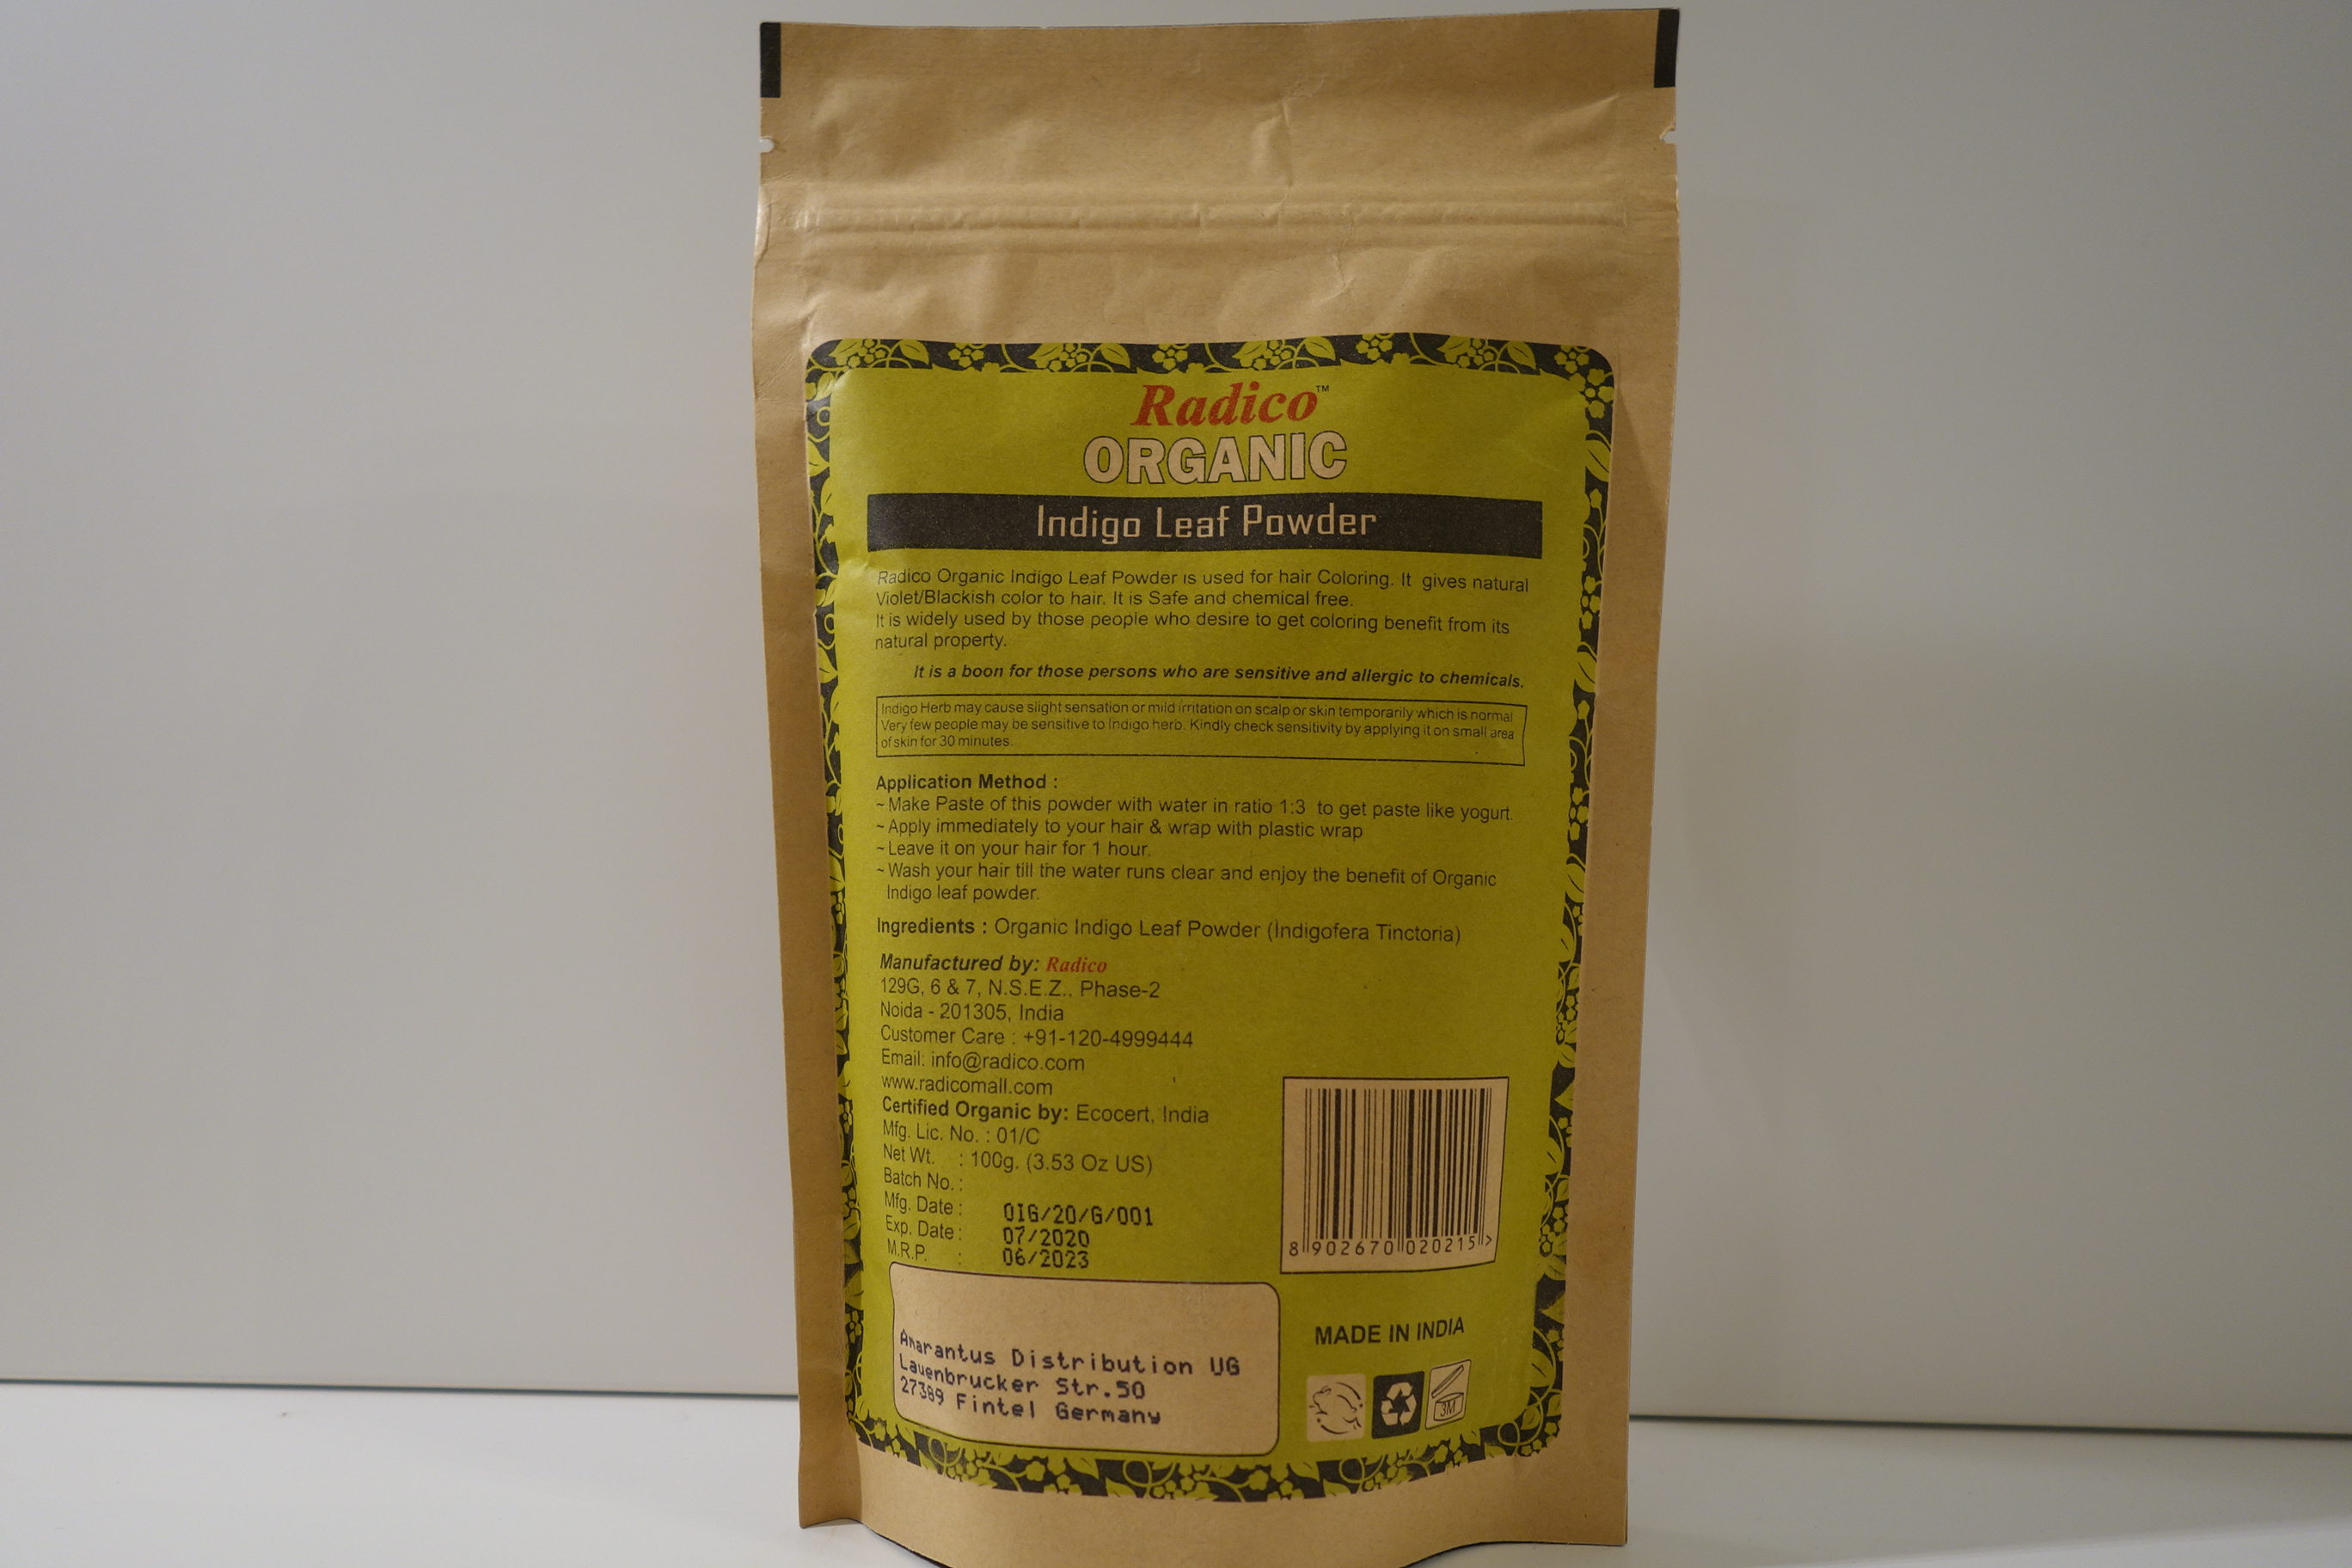 Radico™
ORGANIC
Indigo Leaf Powder
Radico Organic Indigo Leaf Powder is used for hair Coloring. It gives natural
Violet/Blackish color to hair. It is Safe and chemical free.
It is widely used by those people who desire to get coloring benefit from its
natural property.
It is a boon for those persons who are sensitive and allergic to chemicals.
Indigo Herb may cause slight sensation or mild irritation on scalp or skin temporarily which is normal
Very few people may be sensitive to Indigo herb. Kindly check sensitivity by applying it on small area
of skin for 30 minutes.
Application Method :
~ Make Paste of this powder with water in ratio 1:3 to get paste like yogurt.
~ Apply immediately to your hair & wrap with plastic wrap
~ Leave it on your hair for 1 hour.
~ Wash your hair till the water runs clear and enjoy the benefit of Organic
Indigo leaf powder.
Ingredients : Organic Indigo Leaf Powder (Indigofera Tinctoria)
Manufactured by: Radico
129G, 6 & 7, N.S.E.Z., Phase-2
Noida - 201305, India
Customer Care : +91-120-4999444
Email: info@radico.com
www.radicomall.com
Certified Organic by: Ecocert, India
Mfg. Lic. No. : 01/C
Net Wt. : 100g. (3.53 Oz US)
Batch No. :
Mfg. Date : OIG/20/G/001
Exp. Date : 07/2020
M.R.P. : 06/2023
8 902670 020215 >
Amarantus Distribution UG
Lauenbrucker Str.50
27389 Fintel Germany
MADE IN INDIA
3M